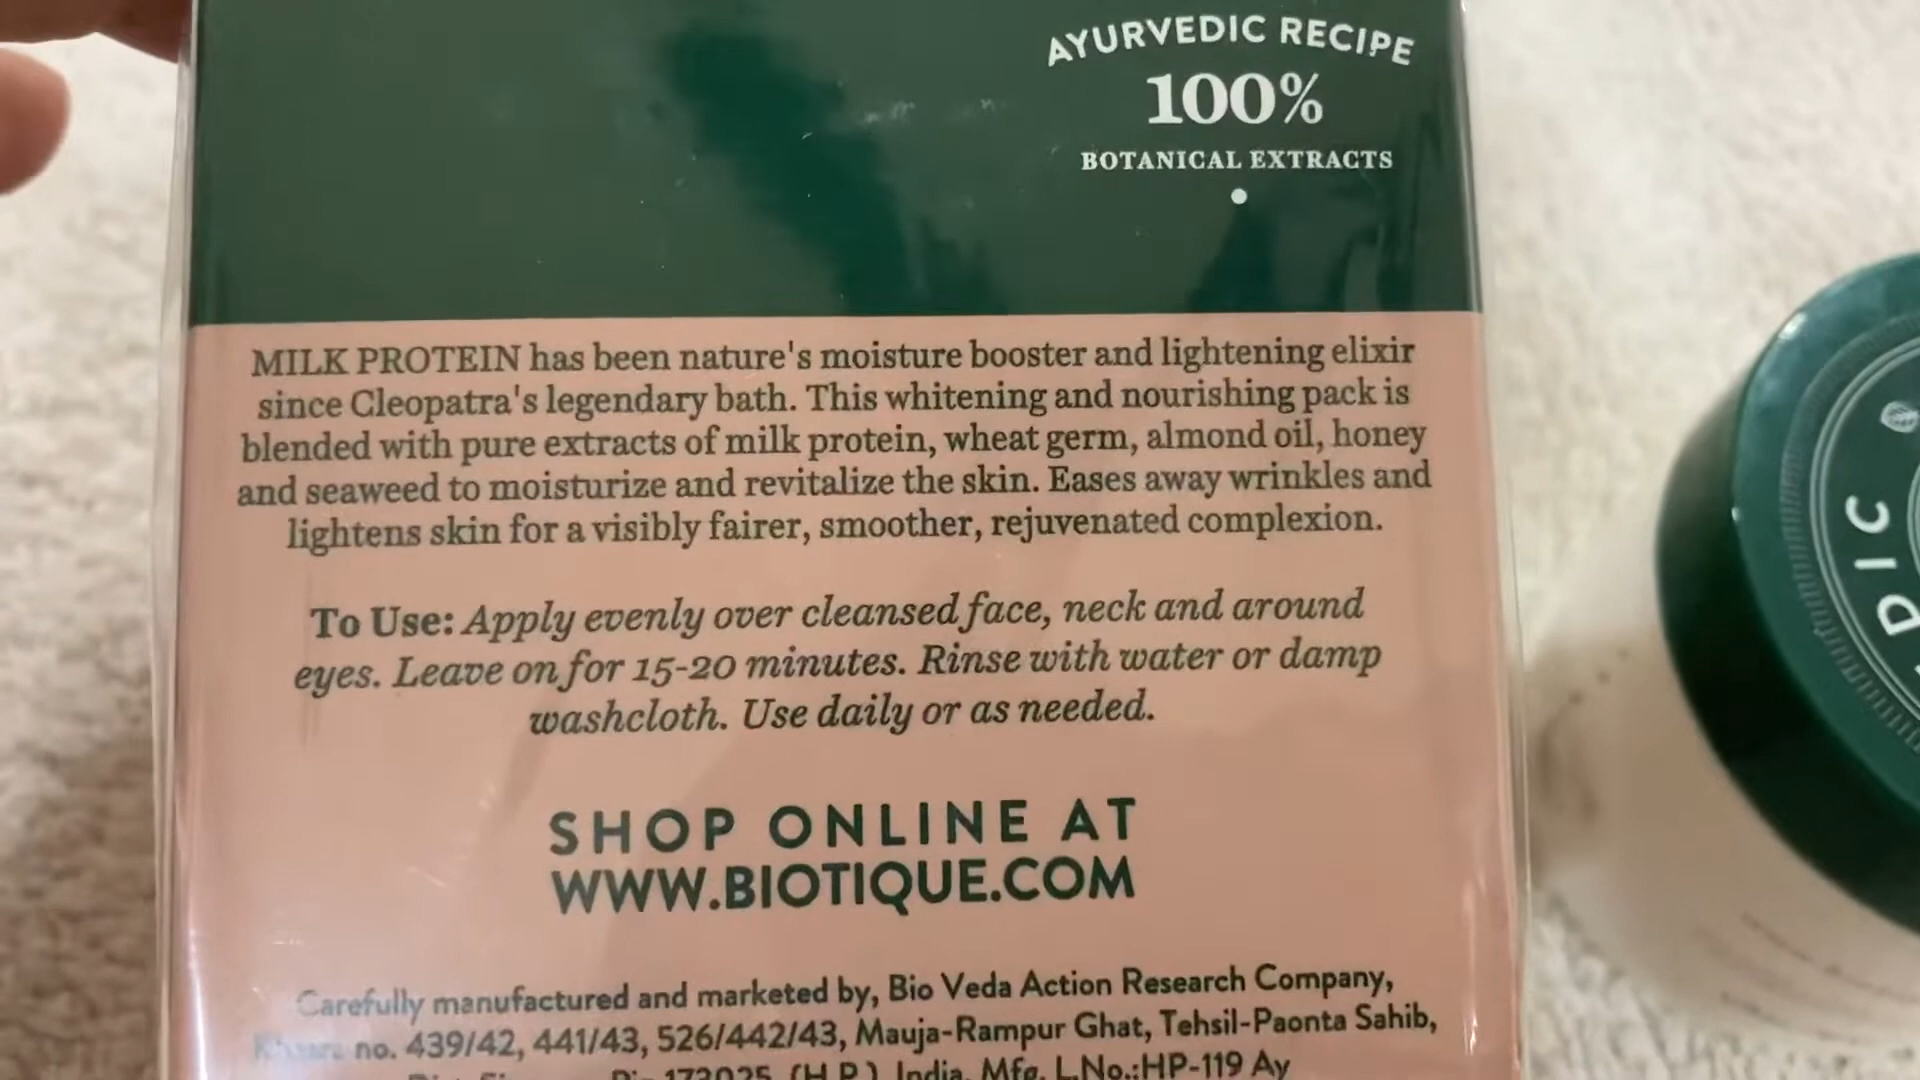 AYURVEDIC RECIPE
100%
BOTANICAL EXTRACTS
MILK PROTEIN has been nature's moisture booster and lightening elixir
since Cleopatra's legendary bath. This whitening and nourishing pack is
blended with pure extracts of milk protein, wheat germ, almond oil, honey
and seaweed to moisturize and revitalize the skin. Eases away wrinkles and
lightens skin for a visibly fairer, smoother, rejuvenated complexion.
To Use: Apply evenly over cleansed face, neck and around
eyes. Leave on for 15-20 minutes. Rinse with water or damp
washcloth. Use daily or as needed.
SHOP ONLINE AT
WWW.BIOTIQUE.COM
Carefully manufactured and marketed by, Bio Veda Action Research Company,
no. 439/42, 441/43, 526/442/43, Mauja-Rampur Ghat, Tehsil-Paonta Sahib,
173025, (H.P.), India. Mfg. L.No.:HP-119 Ay
DIC